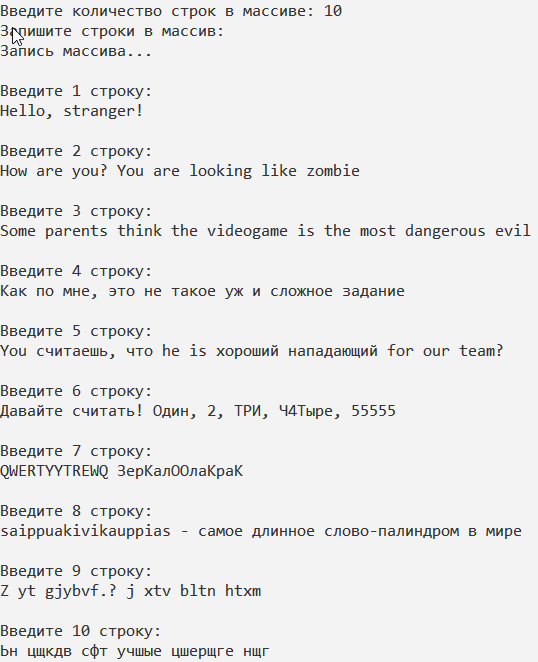 Введите количество строк в массиве: 10
Запишите строки в массив:
Запись массива...
Введите 1 строку:
Hello, stranger!
Введите 2 строку:
How are you? You are looking like zombie
Введите 3 строку:
Some parents think the videogame is the most dangerous evil
Введите 4 строку:
Как по мне, это не такое уж и сложное задание
Введите 5 строку:
You считаешь, что he is хороший нападающий for our team?
Введите 6 строку:
Давайте считать! Один, 2, ТРИ, Ч4Тыре, 55555
Введите 7 строку:
QWERTYYTREWQ ЗерКалООлаКраК
Введите 8 строку:
saippuakivikauppias - самое длинное слово-палиндром в мире
Введите 9 строку:
Z yt gjybvf.? j xtv bltn htxm
Введите 10 строку:
Ьн цщкдв сфт учшые цшерщге нщг